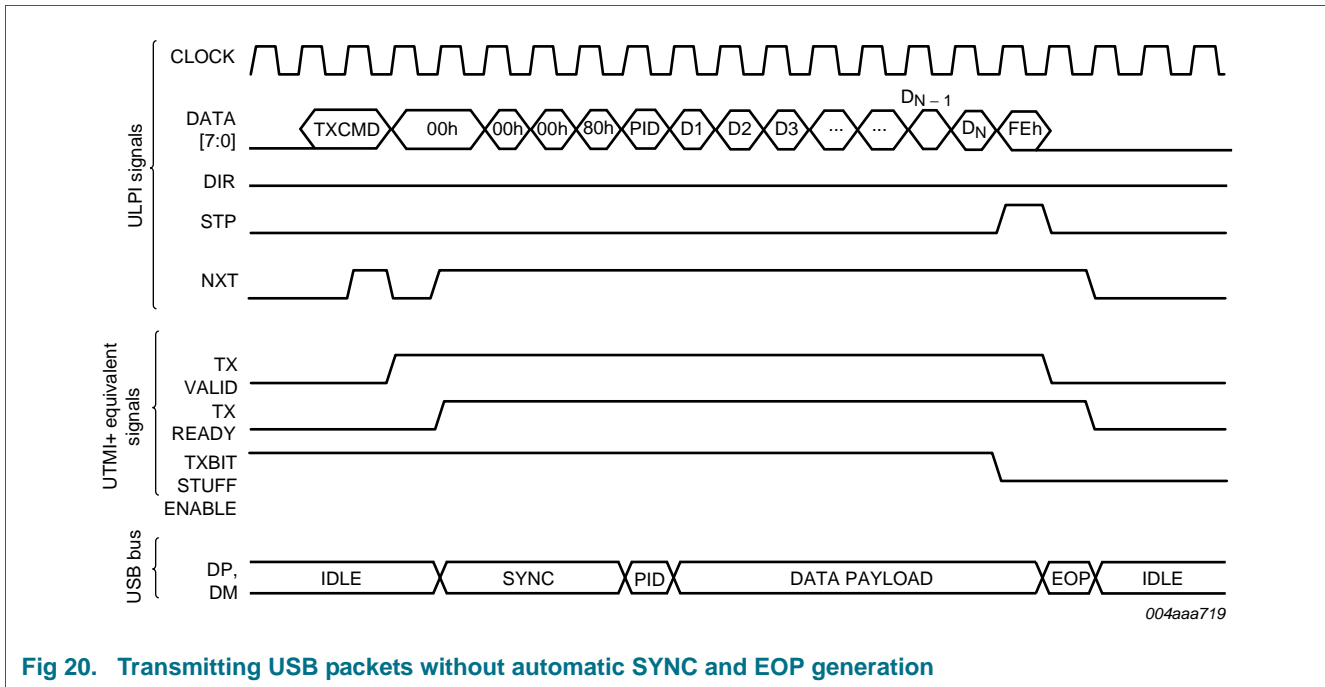 ULPI signals
CLOCK
DATA
[7:0]
TXCMD
00h
00h
00h
80h
PID
D1
D2
D3
...
...
DN – 1
DN
FEh
DIR
STP
NXT
UTMI+ equivalent
signals
TX
VALID
TX
READY
TXBIT
STUFF
ENABLE
USB bus
DP,
DM
IDLE
SYNC
PID
DATA PAYLOAD
EOP
IDLE
004aaa719
Fig 20. Transmitting USB packets without automatic SYNC and EOP generation